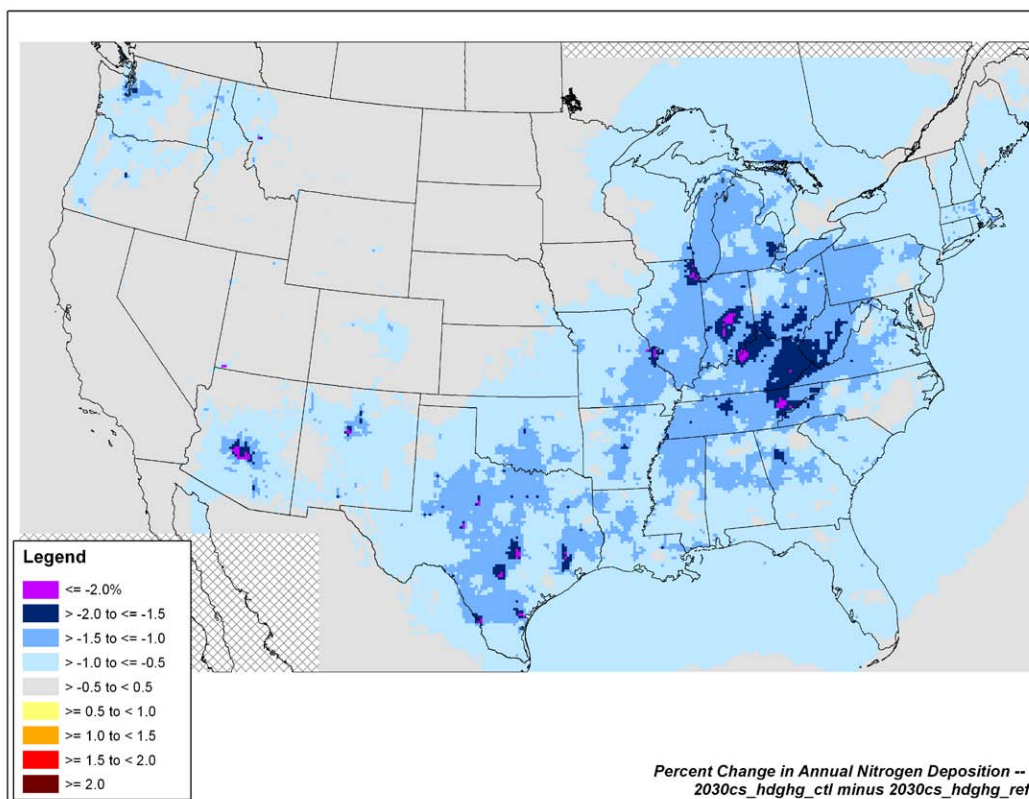 Legend
<= -2.0%
> -2.0 to <= -1.5
> -1.5 to <= -1.0
> -1.0 to <= -0.5
> -0.5 to < 0.5
>= 0.5 to < 1.0
>= 1.0 to < 1.5
>= 1.5 to < 2.0
>= 2.0
Percent Change in Annual Nitrogen Deposition --
2030cs_hdghg_ctl minus 2030cs_hdghg_ref